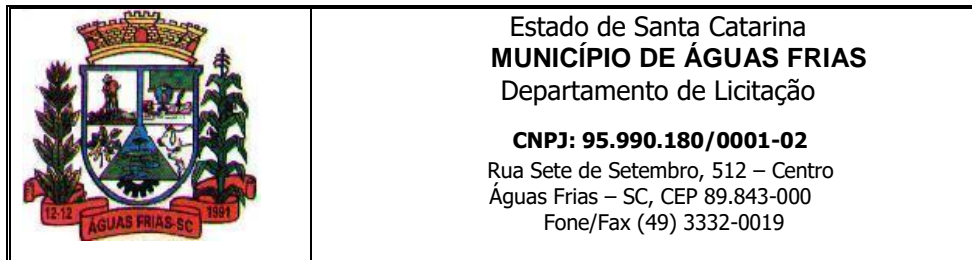 Estado de Santa Catarina
MUNICÍPIO DE ÁGUAS FRIAS
Departamento de Licitação
CNPJ: 95.990.180/0001-02
Rua Sete de Setembro, 512 – Centro
Águas Frias – SC, CEP 89.843-000
Fone/Fax (49) 3332-0019
12-12
ÁGUAS FRIAS-SC
1991